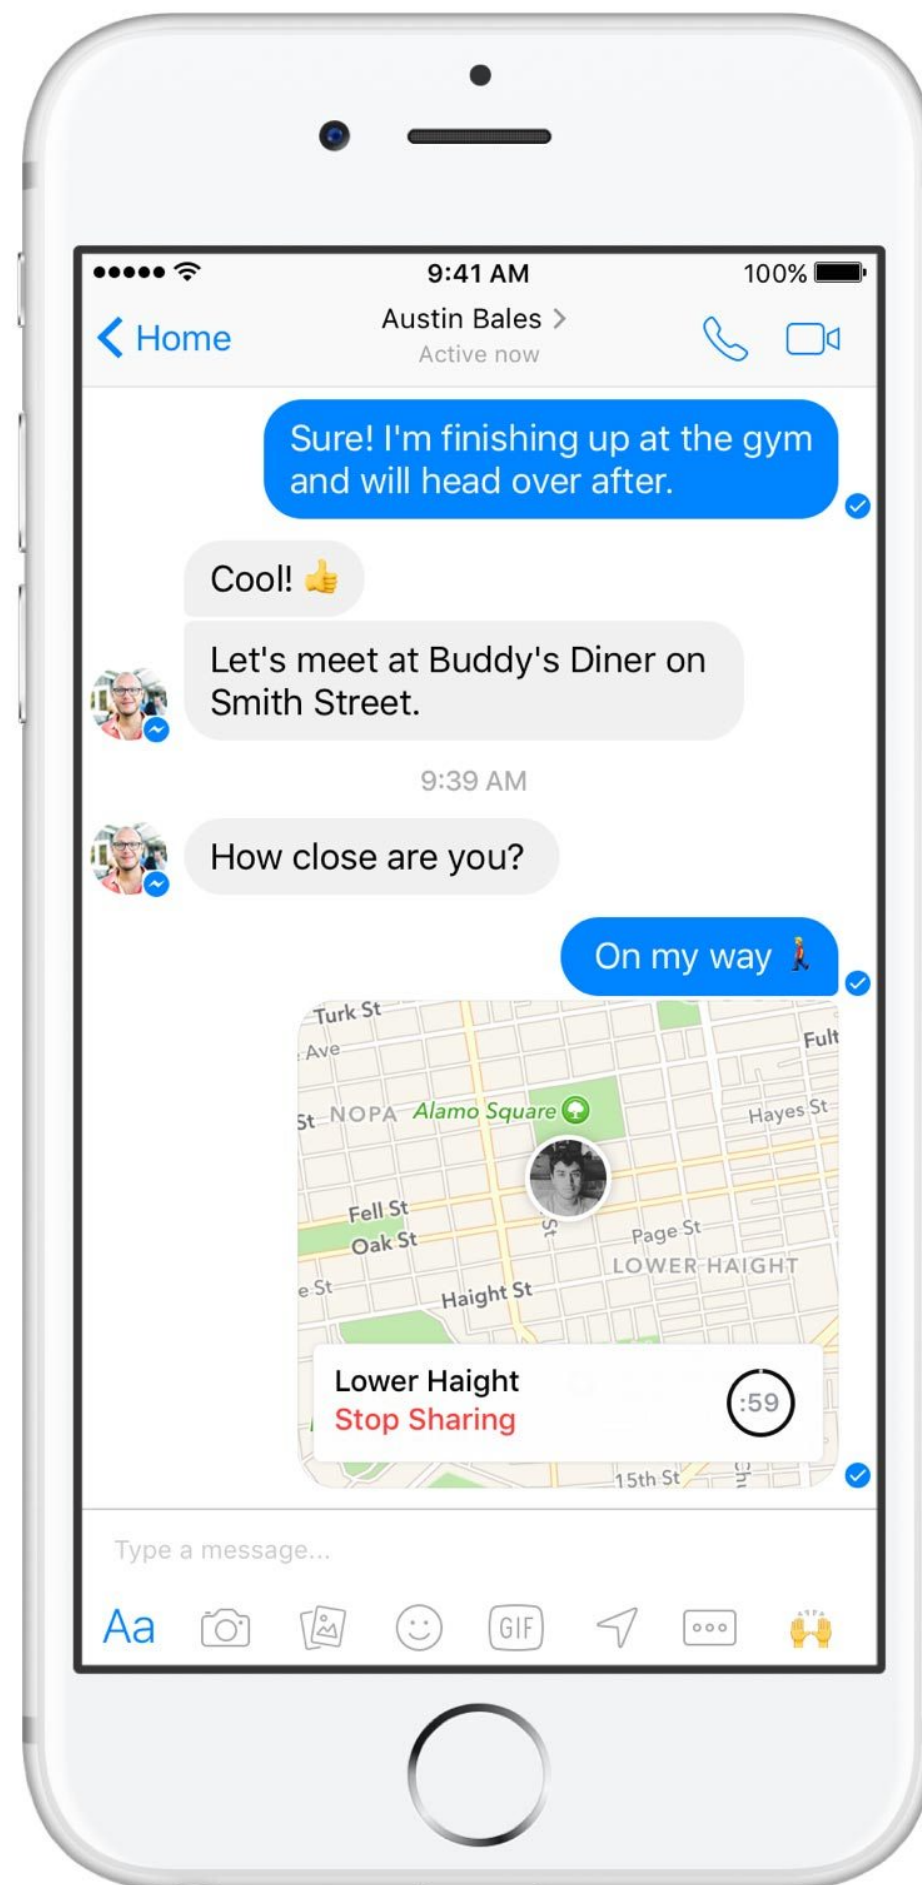 9:41 AM
100%
Home
Austin Bales
Active now
Sure! I'm finishing up at the gym
and will head over after.
Cool! 👍
Let's meet at Buddy's Diner on
Smith Street.
9:39 AM
How close are you?
On my way 🚶
Turk St
Ave
Fult
St
NOPA
Alamo Square
Hayes St
Fell St
St
Page St
Oak St
LOWER HAIGHT
e St
Haight St
Lower Haight
Stop Sharing
:59
15th St
Type a message...
Aa
GIF